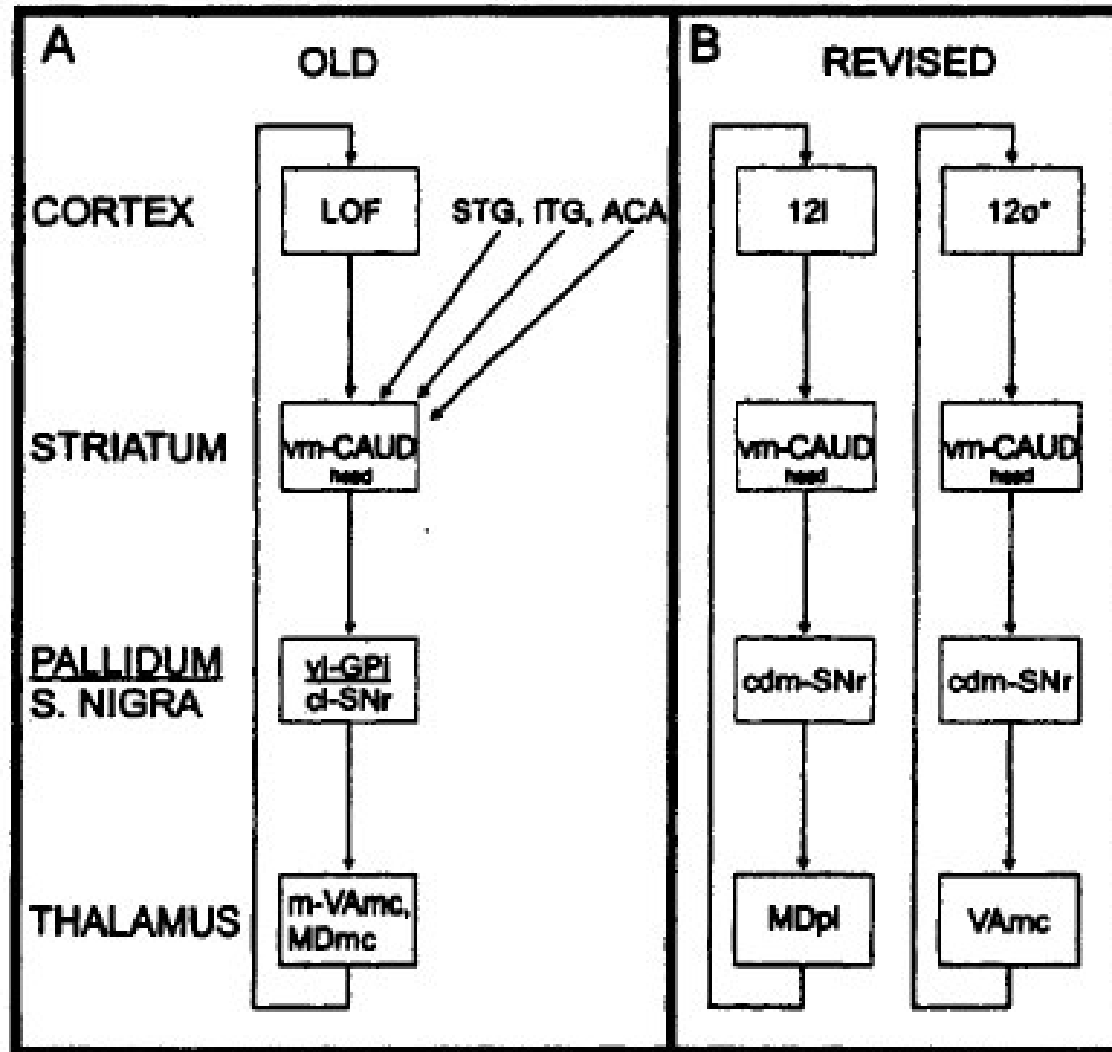 A
OLD
CORTEX
LOF
STG, ITG, ACA
STRIATUM
vm-CAUD
head
PALLIDUM
S. NIGRA
vl-GPi
cl-SNr
THALAMUS
m-VAmc,
MDmc
B
REVISED
12l
12o*
vm-CAUD
head
vm-CAUD
head
cdm-SNr
cdm-SNr
MDpl
VAmc